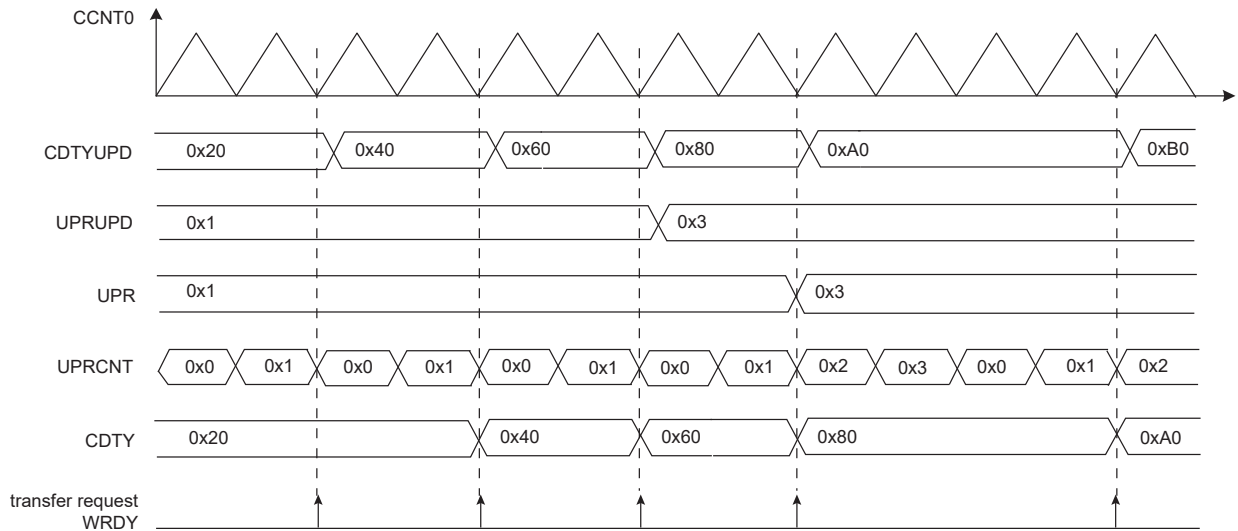 CCNT0
CDTYUPD 0x20 0x40 0x60 0x80 0xA0 0xB0
UPRUPD 0x1 0x3
UPR 0x1 0x3
UPRCNT 0x0 0x1 0x0 0x1 0x0 0x1 0x0 0x1 0x2 0x3 0x0 0x1 0x2
CDTY 0x20 0x40 0x60 0x80 0xA0
transfer request
WRDY